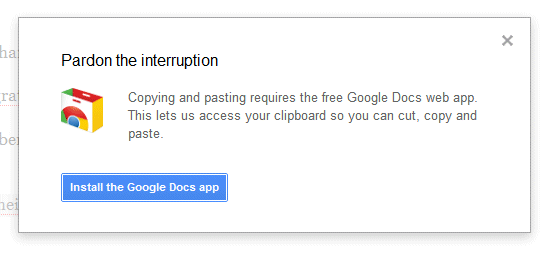 Pardon the interruption
Copying and pasting requires the free Google Docs web app.
This lets us access your clipboard so you can cut, copy and
paste.
Install the Google Docs app